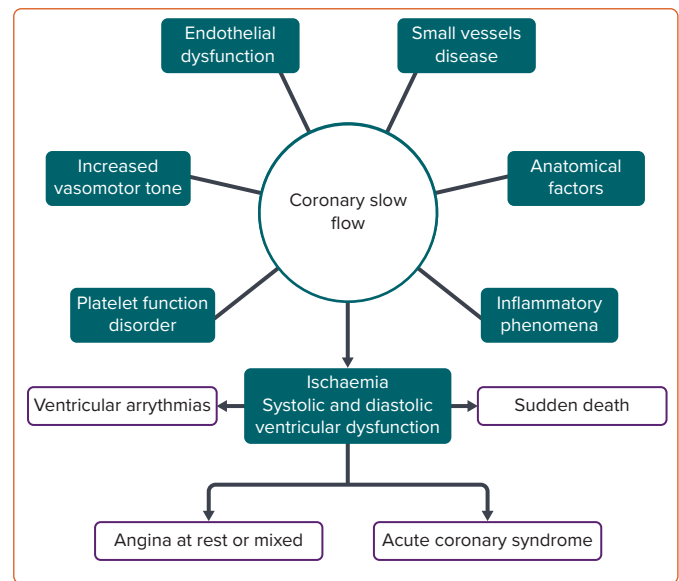 Endothelial
dysfunction
Small vessels
disease
Increased
vasomotor tone
Coronary slow
flow
Anatomical
factors
Platelet function
disorder
Inflammatory
phenomena
Ischaemia
Systolic and diastolic
ventricular dysfunction
Ventricular arrythmias
Sudden death
Angina at rest or mixed
Acute coronary syndrome